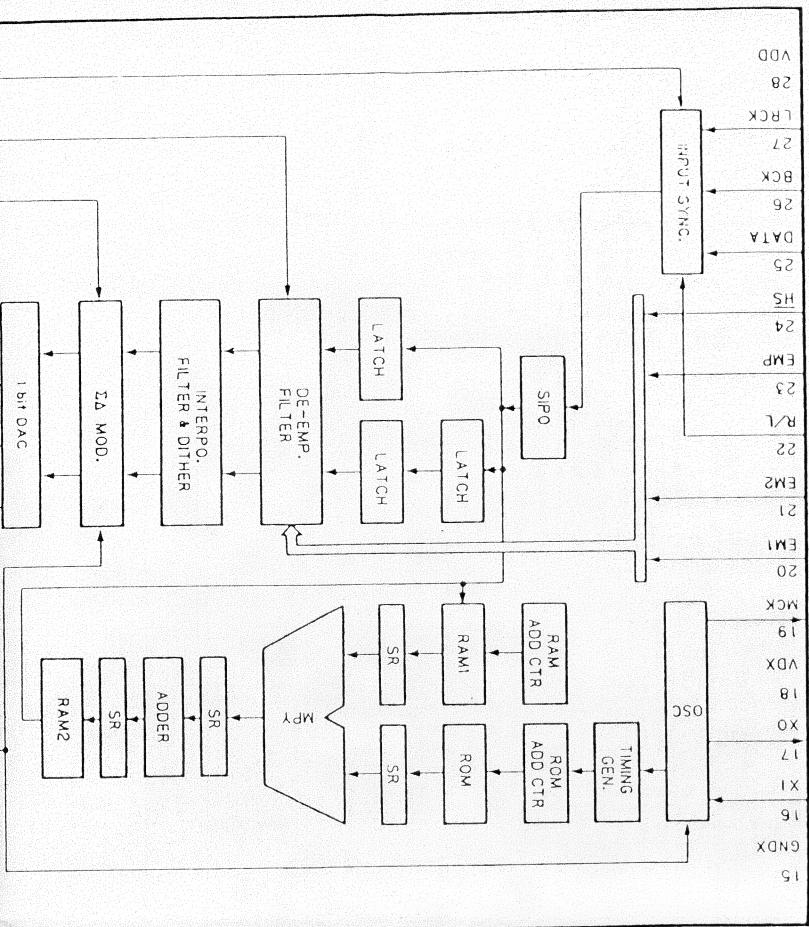 VDD
28
LRCK
27
BCK
26
DATA
25
HS
24
EMP
23
R/L
22
EM2
21
EM1
20
MCK
19
VDX
18
XO
17
XI
16
GNDX
15
INPUT SYNC.
SIPO
LATCH
LATCH
LATCH
DE-EMP.
FILTER
INTERPO.
FILTER & DITHER
ΣΔ MOD.
1 bit DAC
OSC
TIMING
GEN.
RAM
ADD CTR
ROM
ADD CTR
RAM1
ROM
SR
SR
MPY
SR
ADDER
SR
RAM2